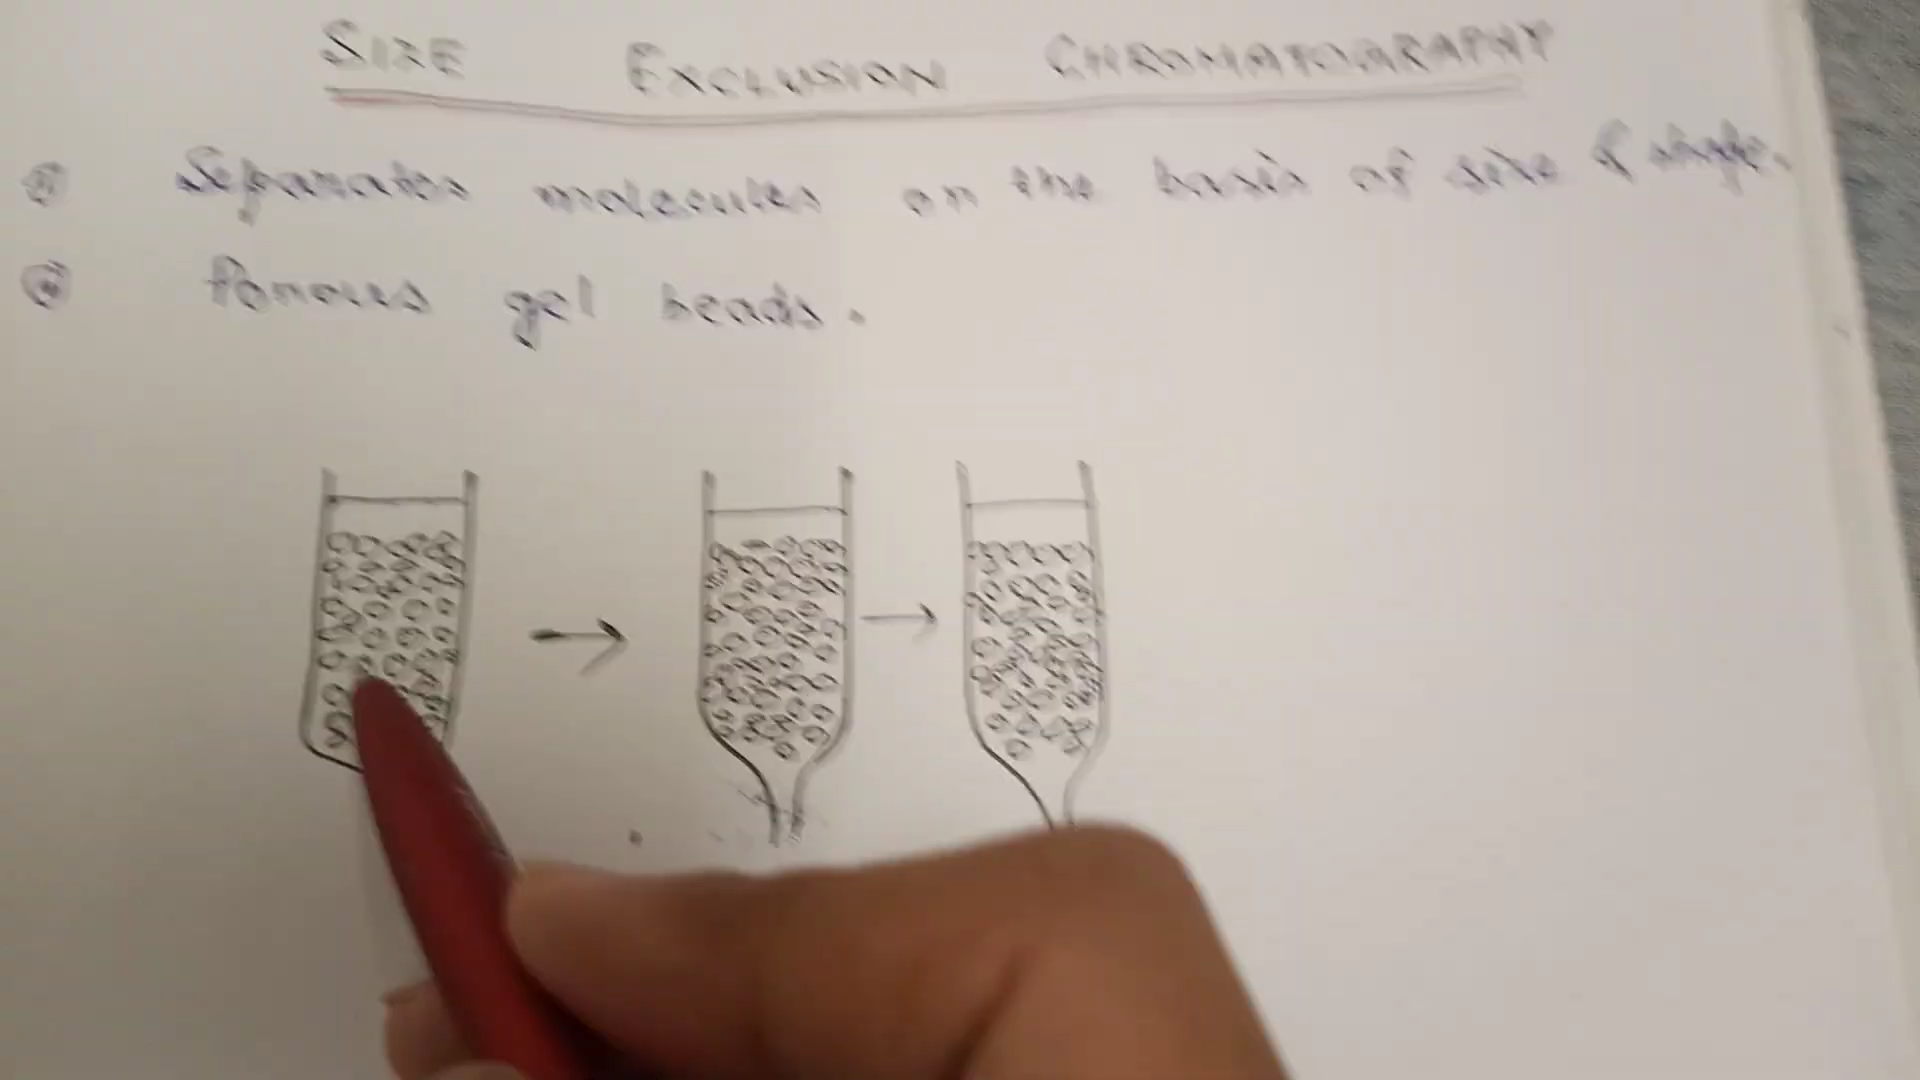 SIZE EXCLUSION CHROMATOGRAPHY
Separates molecules on the basis of size & shape.
Porous gel beads.